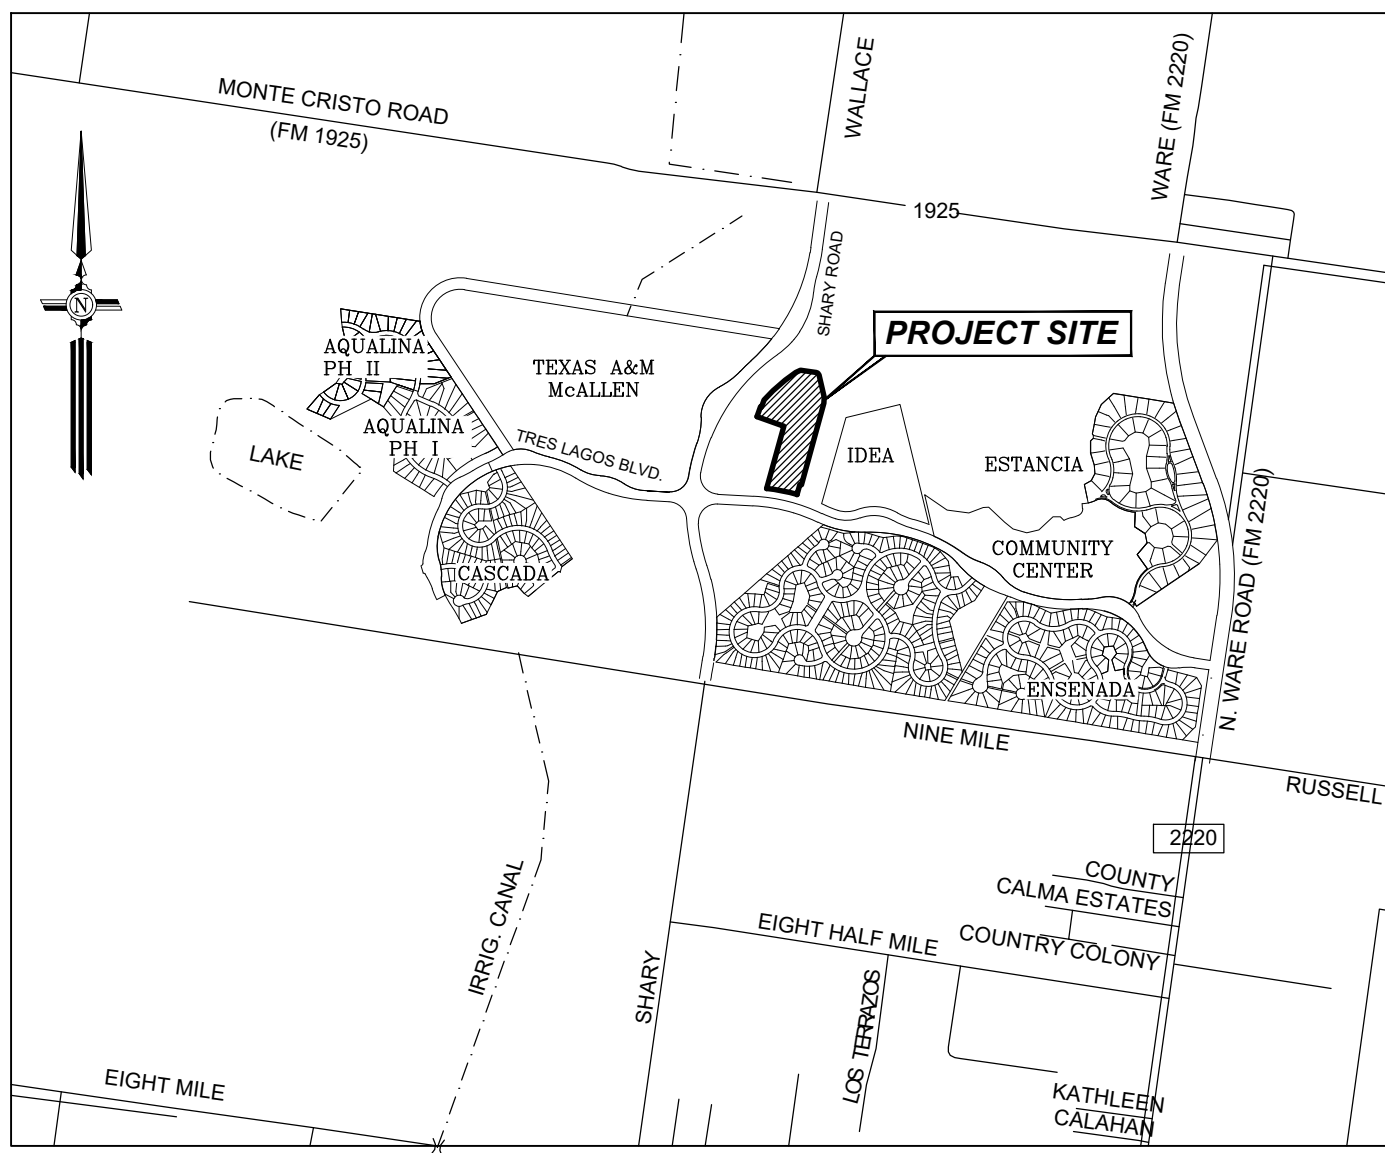 WALLACE
WARE (FM 2220)
MONTE CRISTO ROAD
(FM 1925)
1925
SHARY ROAD
N
PROJECT SITE
AQUALINA
PH II
TEXAS A&M
McALLEN
AQUALINA
PH I
TRES LAGOS BLVD.
LAKE
IDEA
ESTANCIA
COMMUNITY
CENTER
CASCADA
N. WARE ROAD (FM 2220)
ENSENADA
NINE MILE
RUSSELL
2220
COUNTY
CALMA ESTATES
EIGHT HALF MILE
COUNTRY COLONY
IRRIG. CANAL
SHARY
LOS TERRAZOS
EIGHT MILE
KATHLEEN
CALAHAN